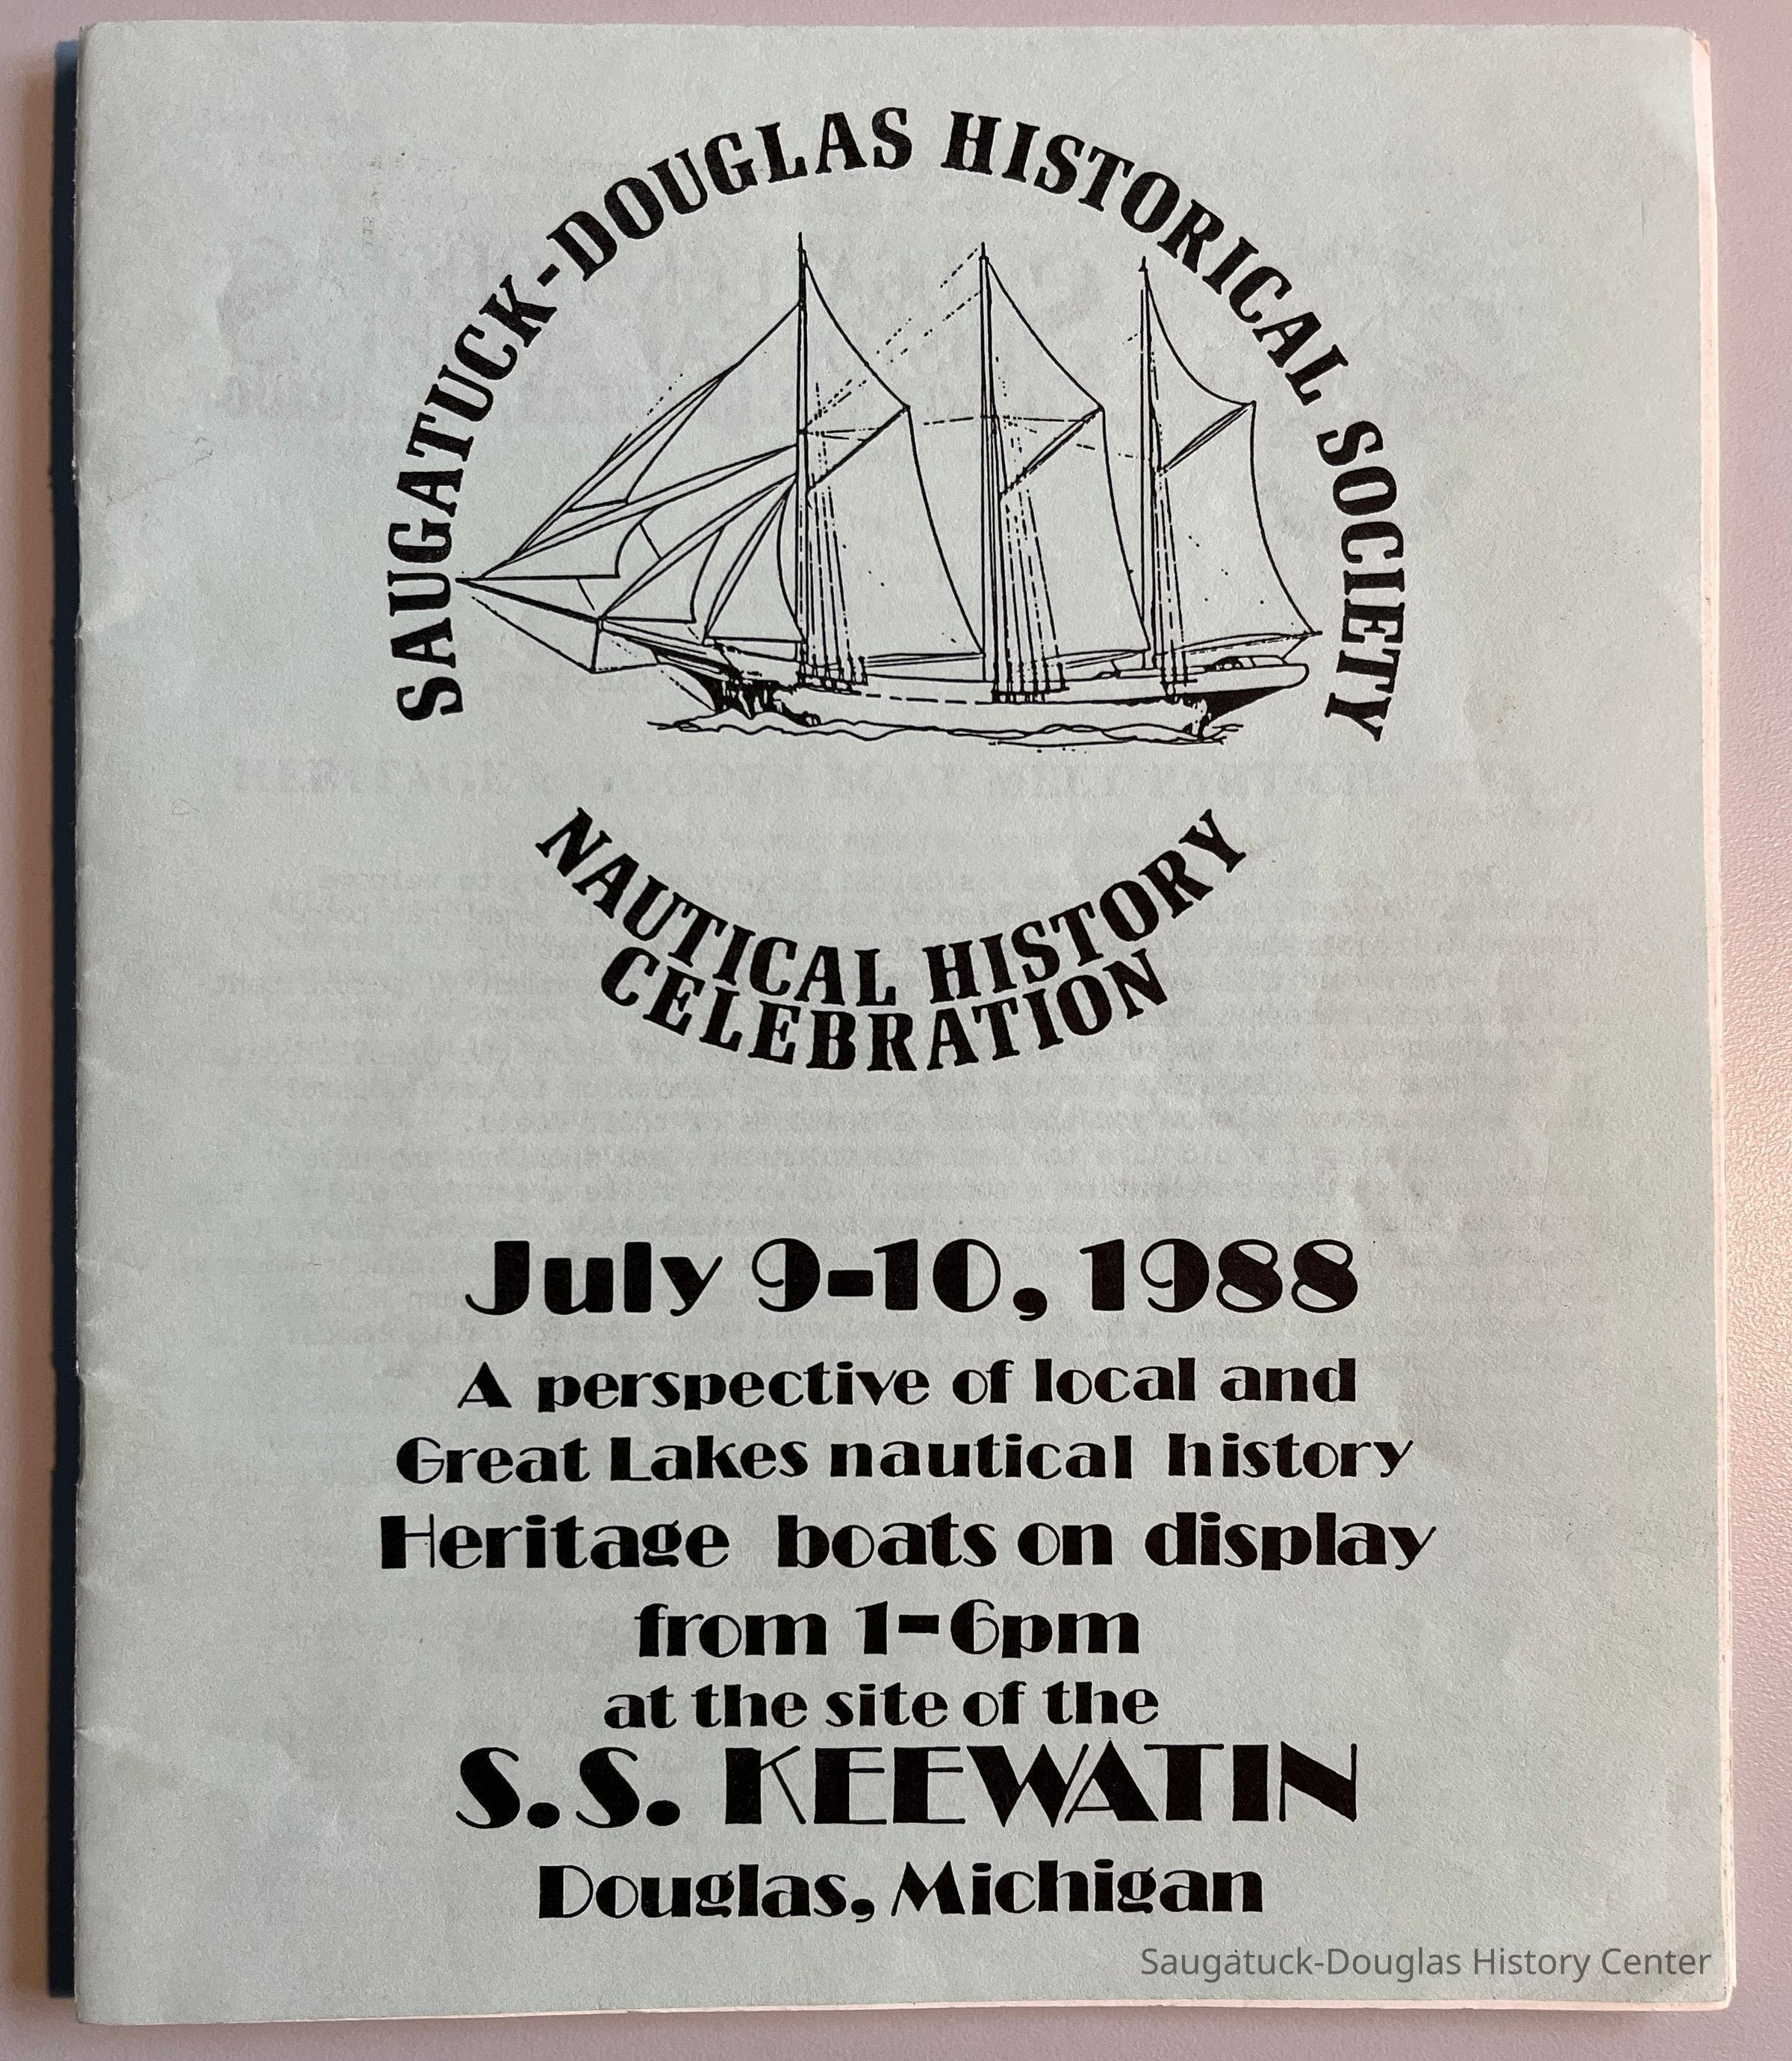 SAUGATUCK-DOUGLAS HISTORICAL SOCIETY
NAUTICAL HISTORY
CELEBRATION
July 9-10, 1988
A perspective of local and
Great Lakes nautical history
Heritage boats on display
from 1-6pm
at the site of the
S.S. KEEWATIN
Douglas, Michigan
Saugatuck-Douglas History Center